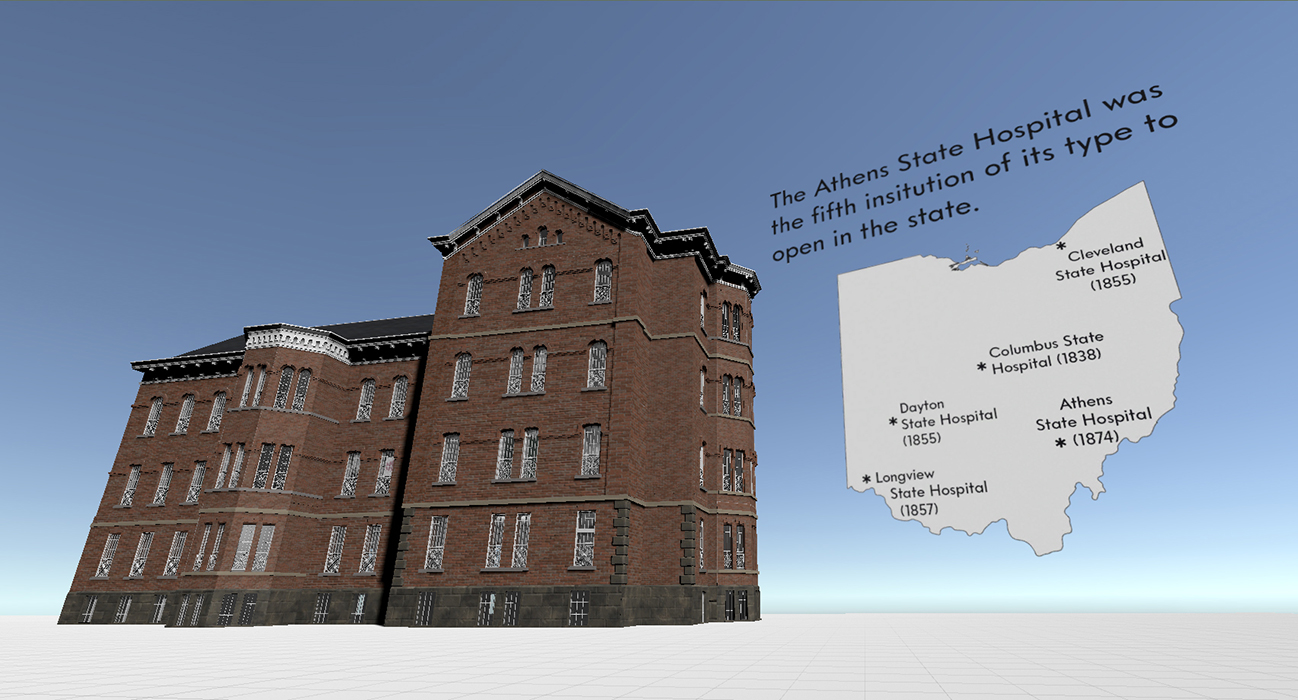 The Athens State Hospital was
the fifth insitution of its type to
open in the state.
* Cleveland
State Hospital
(1855)
Columbus State
* Hospital (1838)
Dayton
* State Hospital
(1855)
Athens
State Hospital
* (1874)
* Longview
State Hospital
(1857)